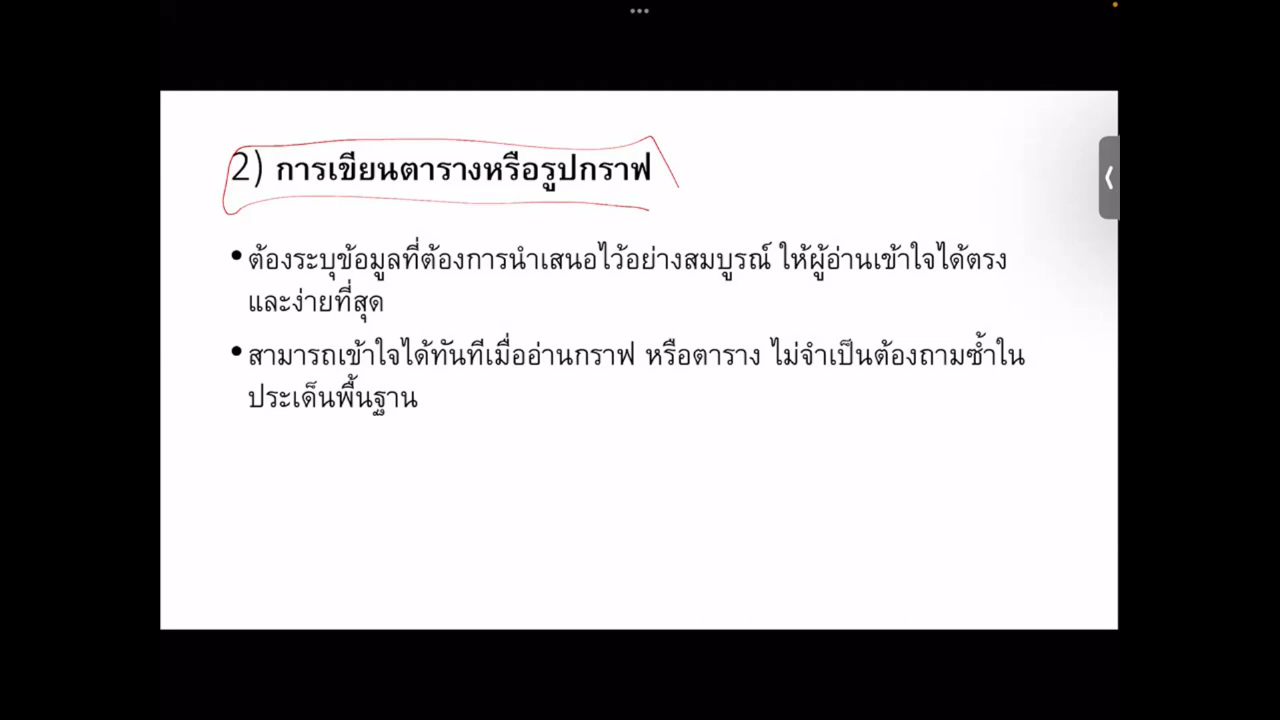 2) การเขียนตารางหรือรูปกราฟ
• ต้องระบุข้อมูลที่ต้องการนำเสนอไว้อย่างสมบูรณ์ ให้ผู้อ่านเข้าใจได้ตรง
และง่ายที่สุด
• สามารถเข้าใจได้ทันทีเมื่ออ่านกราฟ หรือตาราง ไม่จำเป็นต้องถามซ้ำใน
ประเด็นพื้นฐาน